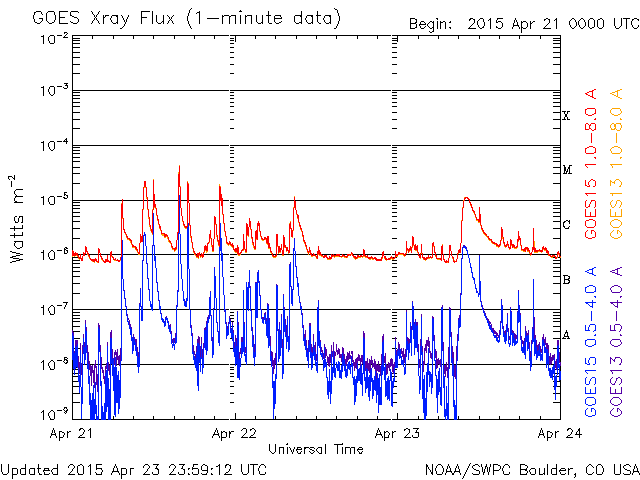 GOES Xray Flux (1-minute data)
Begin: 2015 Apr 21 0000 UTC
10-2
10-3
10-4
10-5
10-6
10-7
10-8
10-9
Watts m-2
X
M
C
B
A
GOES15 1.0-8.0 A
GOES13 1.0-8.0 A
GOES15 0.5-4.0 A
GOES13 0.5-4.0 A
Apr 21
Apr 22
Apr 23
Apr 24
Universal Time
Updated 2015 Apr 23 23:59:12 UTC
NOAA/SWPC Boulder, CO USA